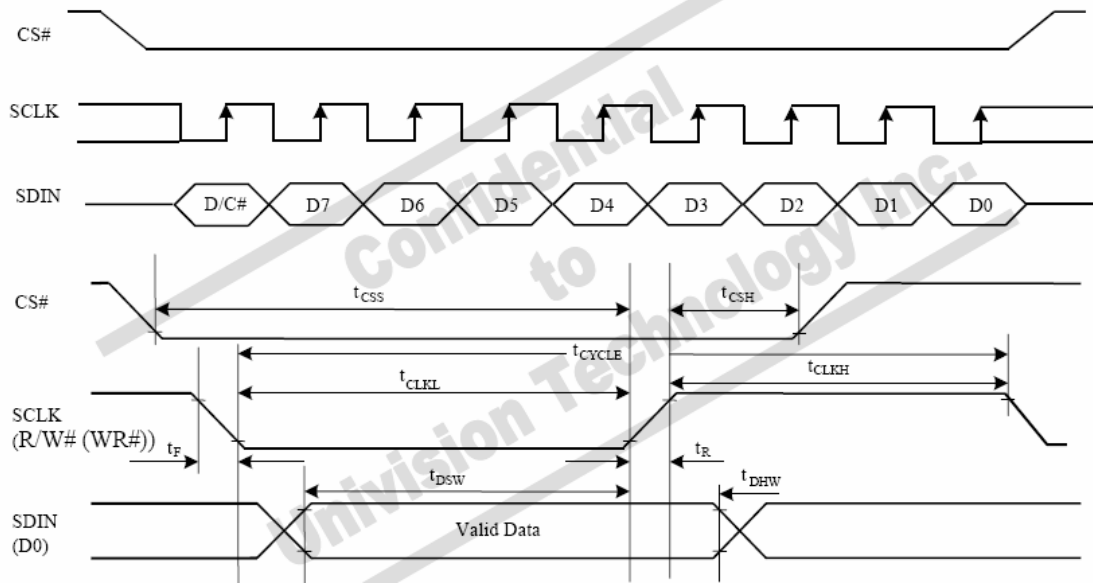 CS#
SCLK
SDIN
D/C# D7 D6 D5 D4 D3 D2 D1 D0
CS#
tCSS
tCSH
tCYCLE
tCLKL
tCLKH
SCLK
(R/W# (WR#))
tF
tR
tDSW
tDHW
SDIN
(D0)
Valid Data
Confidential
to
Univision Technology Inc.